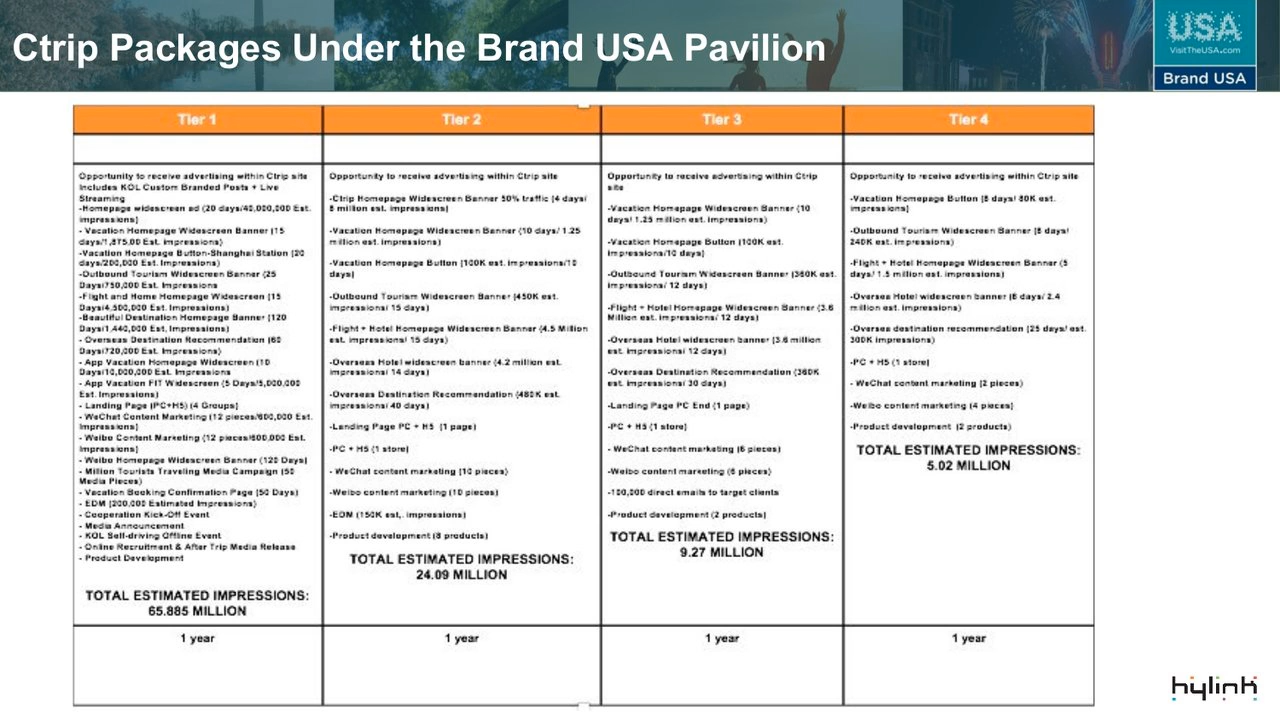 Ctrip Packages Under the Brand USA Pavilion
USA
VisitTheUSA.com
Brand USA
Tier 1
Opportunity to receive advertising within Ctrip site
Includes KOL Custom Branded Posts + Live
Streaming
-Homepage widescreen ad (20 days/40,000,000 Est.
impressions)
- Vacation Homepage Widescreen Banner (15
days/1,875,00 Est. Impressions)
-Vacation Homepage Button-Shanghai Station (20
days/200,000 Est. Impressions)
-Outbound Tourism Widescreen Banner (25
Days/750,000 Est. Impressions
-Flight and Home Homepage Widescreen (15
Days/4,500,000 Est. Impressions)
-Beautiful Destination Homepage Banner (120
Days/1,440,000 Est, Impressions)
- Overseas Destination Recommendation (60
Days/720,000 Est. Impressions)
- App Vacation Homepage Widescreen (10
Days/10,000,000 Est. Impressions
- App Vacation FIT Widescreen (5 Days/5,000,000
Est. Impressions)
- Landing Page (PC+H5) (4 Groups)
- WeChat Content Marketing (12 pieces/600,000 Est.
Impressions)
- Weibo Content Marketing (12 pieces/600,000 Est.
Impressions)
- Weibo Homepage Widescreen Banner (120 Days)
- Million Tourists Traveling Media Campaign (50
Media Pieces)
- Vacation Booking Confirmation Page (50 Days)
- EDM (200,000 Estimated Impressions)
- Cooperation Kick-Off Event
- Media Announcement
- KOL Self-driving Offline Event
- Online Recruitment & After Trip Media Release
- Product Development
TOTAL ESTIMATED IMPRESSIONS:
65.885 MILLION
1 year
Tier 2
Opportunity to receive advertising within Ctrip site
-Ctrip Homepage Widescreen Banner 50% traffic (4 days/
8 million est. impressions)
-Vacation Homepage Widescreen Banner (10 days/ 1.25
million est. impressions)
-Vacation Homepage Button (100K est. impressions/10
days)
-Outbound Tourism Widescreen Banner (450K est.
impressions/ 15 days)
-Flight + Hotel Homepage Widescreen Banner (4.5 Million
est. impressions/ 15 days)
-Overseas Hotel widescreen banner (4.2 million est.
impressions/ 14 days)
-Overseas Destination Recommendation (480K est.
impressions/ 40 days)
-Landing Page PC + H5 (1 page)
-PC + H5 (1 store)
- WeChat content marketing (10 pieces)
-Weibo content marketing (10 pieces)
-EDM (150K est,. impressions)
-Product development (8 products)
TOTAL ESTIMATED IMPRESSIONS:
24.09 MILLION
1 year
Tier 3
Opportunity to receive advertising within Ctrip
site
-Vacation Homepage Widescreen Banner (10
days/ 1.25 million est. impressions)
-Vacation Homepage Button (100K est.
impressions/10 days)
-Outbound Tourism Widescreen Banner (360K est.
impressions/ 12 days)
-Flight + Hotel Homepage Widescreen Banner (3.6
Million est. impressions/ 12 days)
-Overseas Hotel widescreen banner (3.6 million
est. impressions/ 12 days)
-Overseas Destination Recommendation (360K
est. impressions/ 30 days)
-Landing Page PC End (1 page)
-PC + H5 (1 store)
- WeChat content marketing (6 pieces)
-Weibo content marketing (6 pieces)
-100,000 direct emails to target clients
-Product development (2 products)
TOTAL ESTIMATED IMPRESSIONS:
9.27 MILLION
1 year
Tier 4
Opportunity to receive advertising within Ctrip site
-Vacation Homepage Button (8 days/ 80K est.
impressions)
-Outbound Tourism Widescreen Banner (8 days/
240K est. impressions)
-Flight + Hotel Homepage Widescreen Banner (5
days/ 1.5 million est. impressions)
-Oversea Hotel widescreen banner (8 days/ 2.4
million est. impressions)
-Oversea destination recommendation (25 days/ est.
300K impressions)
-PC + H5 (1 store)
- WeChat content marketing (2 pieces)
-Weibo content marketing (4 pieces)
-Product development (2 products)
TOTAL ESTIMATED IMPRESSIONS:
5.02 MILLION
1 year
hylink